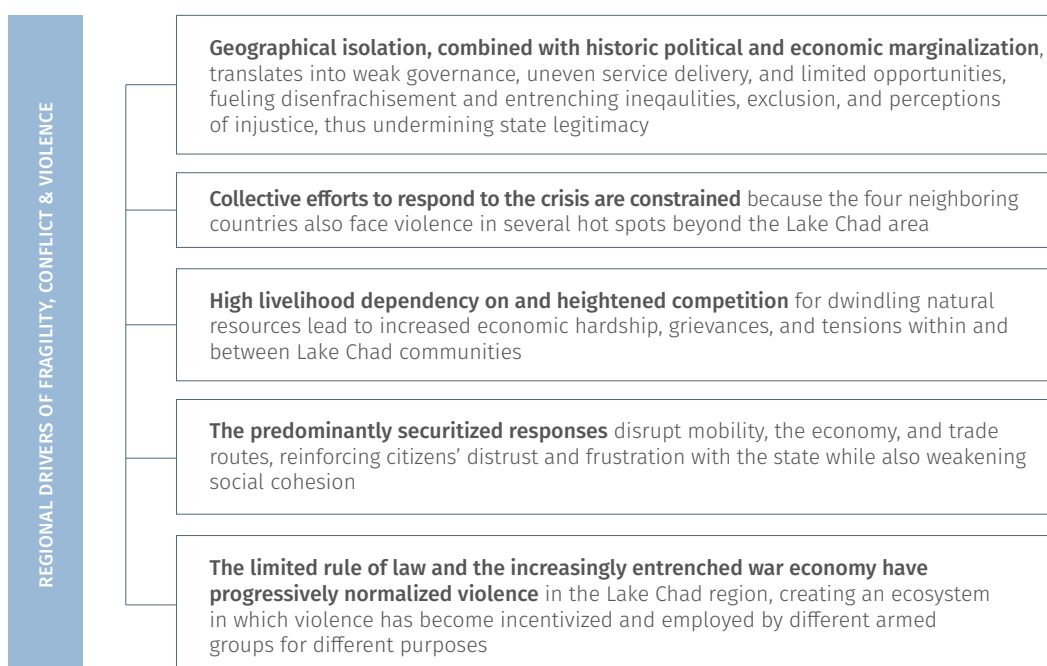 REGIONAL DRIVERS OF FRAGILITY, CONFLICT & VIOLENCE
Geographical isolation, combined with historic political and economic marginalization,
translates into weak governance, uneven service delivery, and limited opportunities,
fueling disenfrachisement and entrenching ineqaulities, exclusion, and perceptions
of injustice, thus undermining state legitimacy
Collective efforts to respond to the crisis are constrained because the four neighboring
countries also face violence in several hot spots beyond the Lake Chad area
High livelihood dependency on and heightened competition for dwindling natural
resources lead to increased economic hardship, grievances, and tensions within and
between Lake Chad communities
The predominantly securitized responses disrupt mobility, the economy, and trade
routes, reinforcing citizens’ distrust and frustration with the state while also weakening
social cohesion
The limited rule of law and the increasingly entrenched war economy have
progressively normalized violence in the Lake Chad region, creating an ecosystem
in which violence has become incentivized and employed by different armed
groups for different purposes